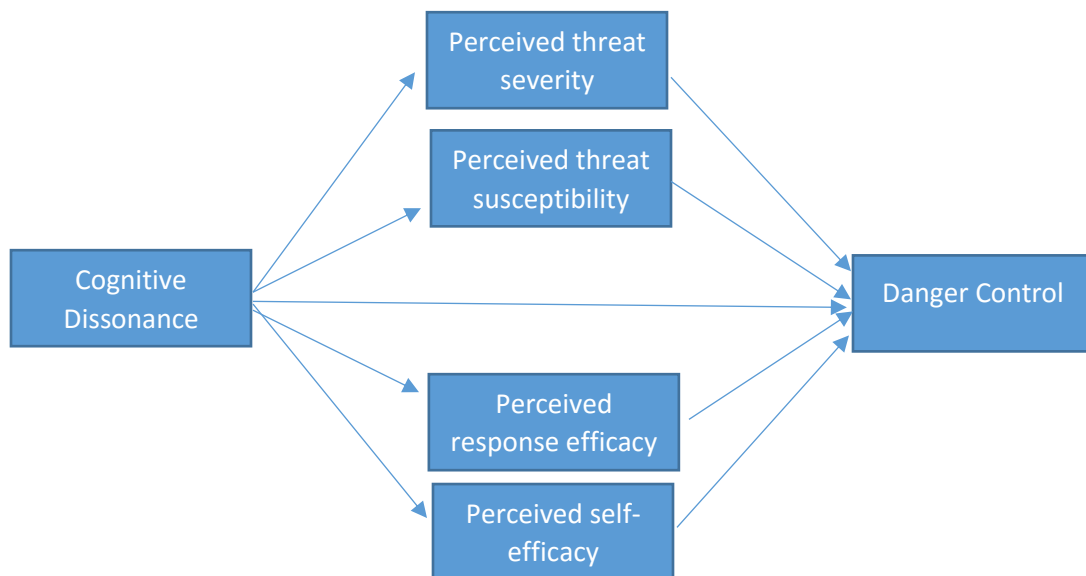 Perceived threat
severity
Perceived threat
susceptibility
Cognitive
Dissonance
Danger Control
Perceived
response efficacy
Perceived self-
efficacy